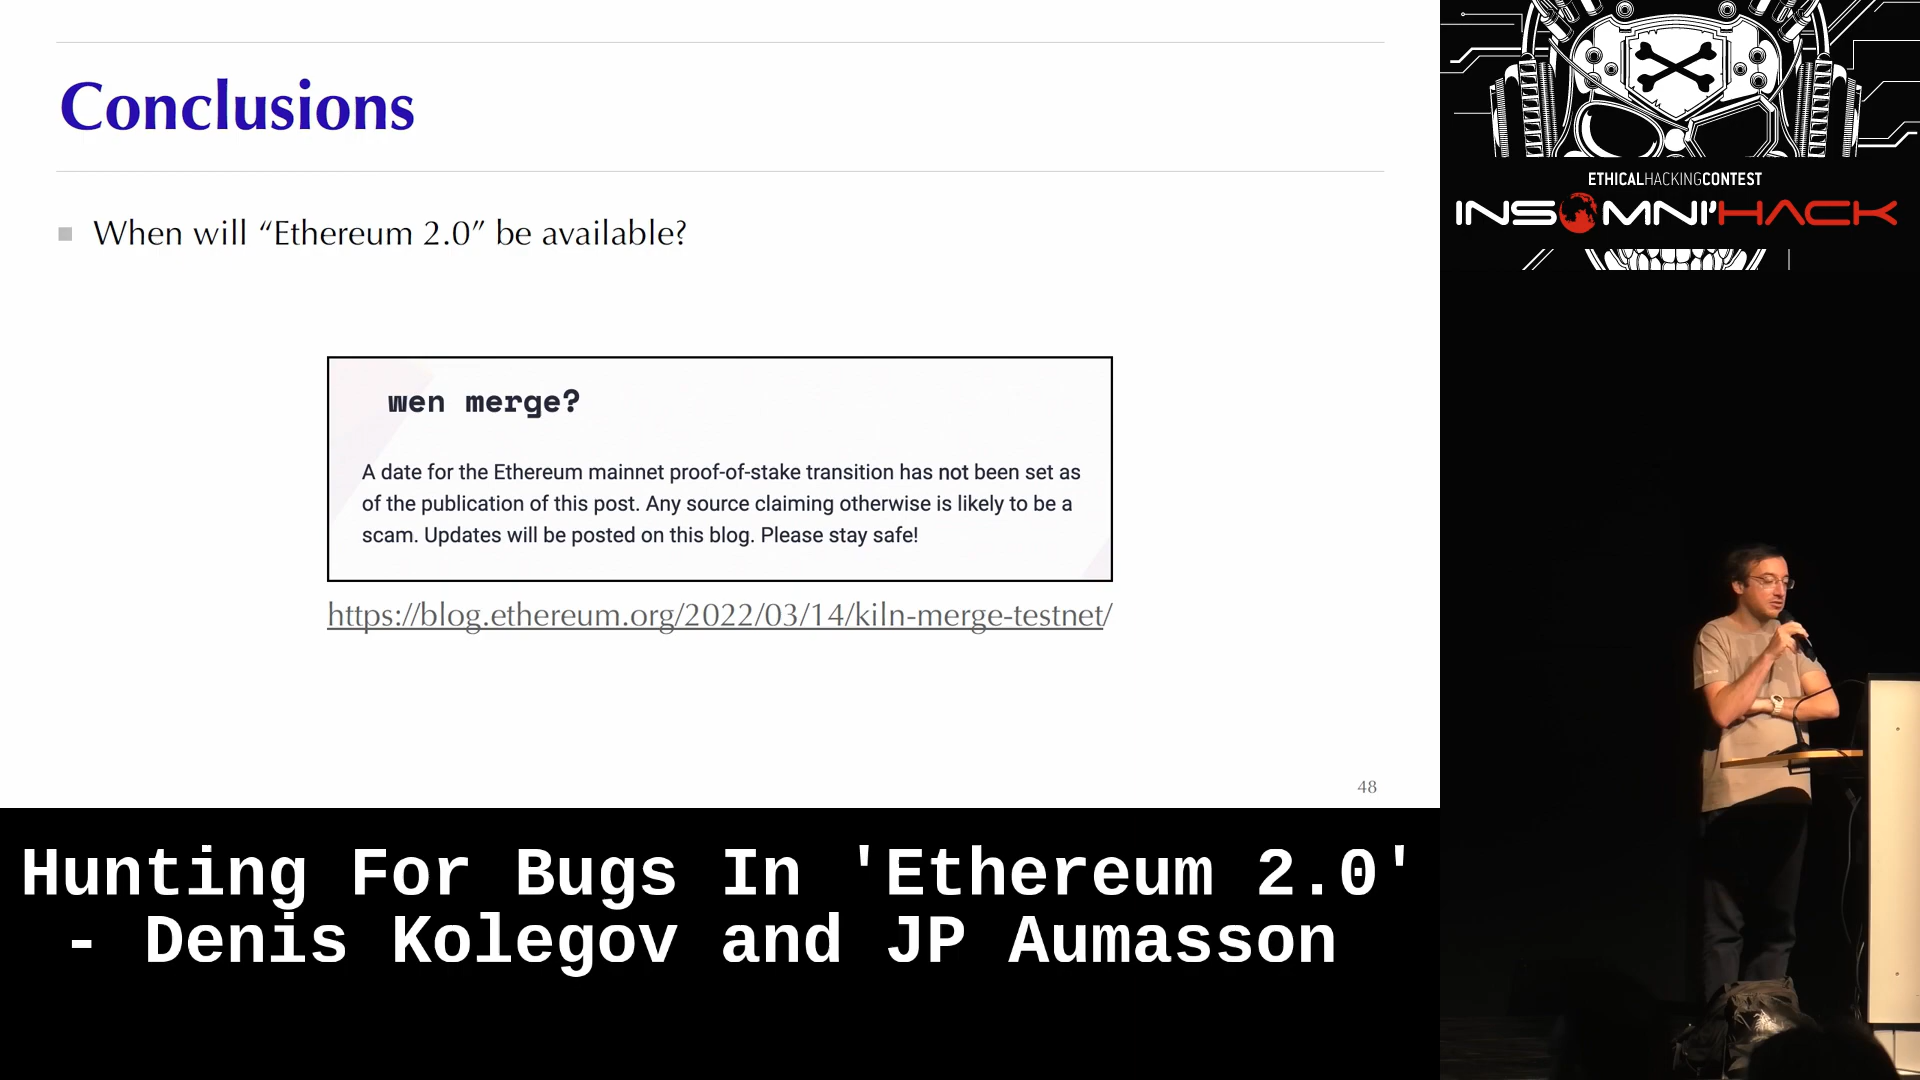 Conclusions
When will “Ethereum 2.0” be available?
wen merge?
A date for the Ethereum mainnet proof-of-stake transition has not been set as
of the publication of this post. Any source claiming otherwise is likely to be a
scam. Updates will be posted on this blog. Please stay safe!
https://blog.ethereum.org/2022/03/14/kiln-merge-testnet/
48
ETHICALHACKINGCONTEST
INSOMNI'HACK
Hunting For Bugs In 'Ethereum 2.0'
- Denis Kolegov and JP Aumasson